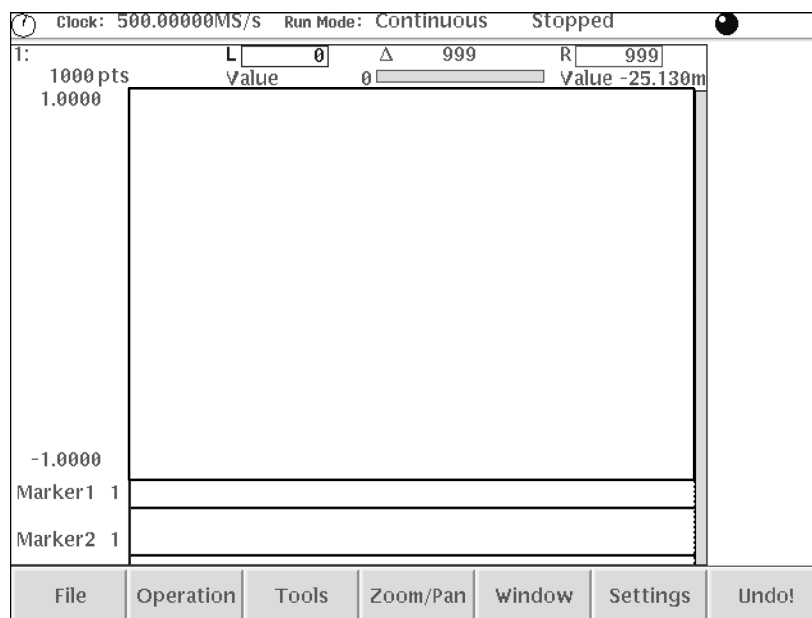 Clock: 500.00000MS/s Run Mode: Continuous Stopped
1: L 0 Δ 999 R 999
1000 pts Value 0 Value -25.130m
1.0000
-1.0000
Marker1 1
Marker2 1
File Operation Tools Zoom/Pan Window Settings Undo!